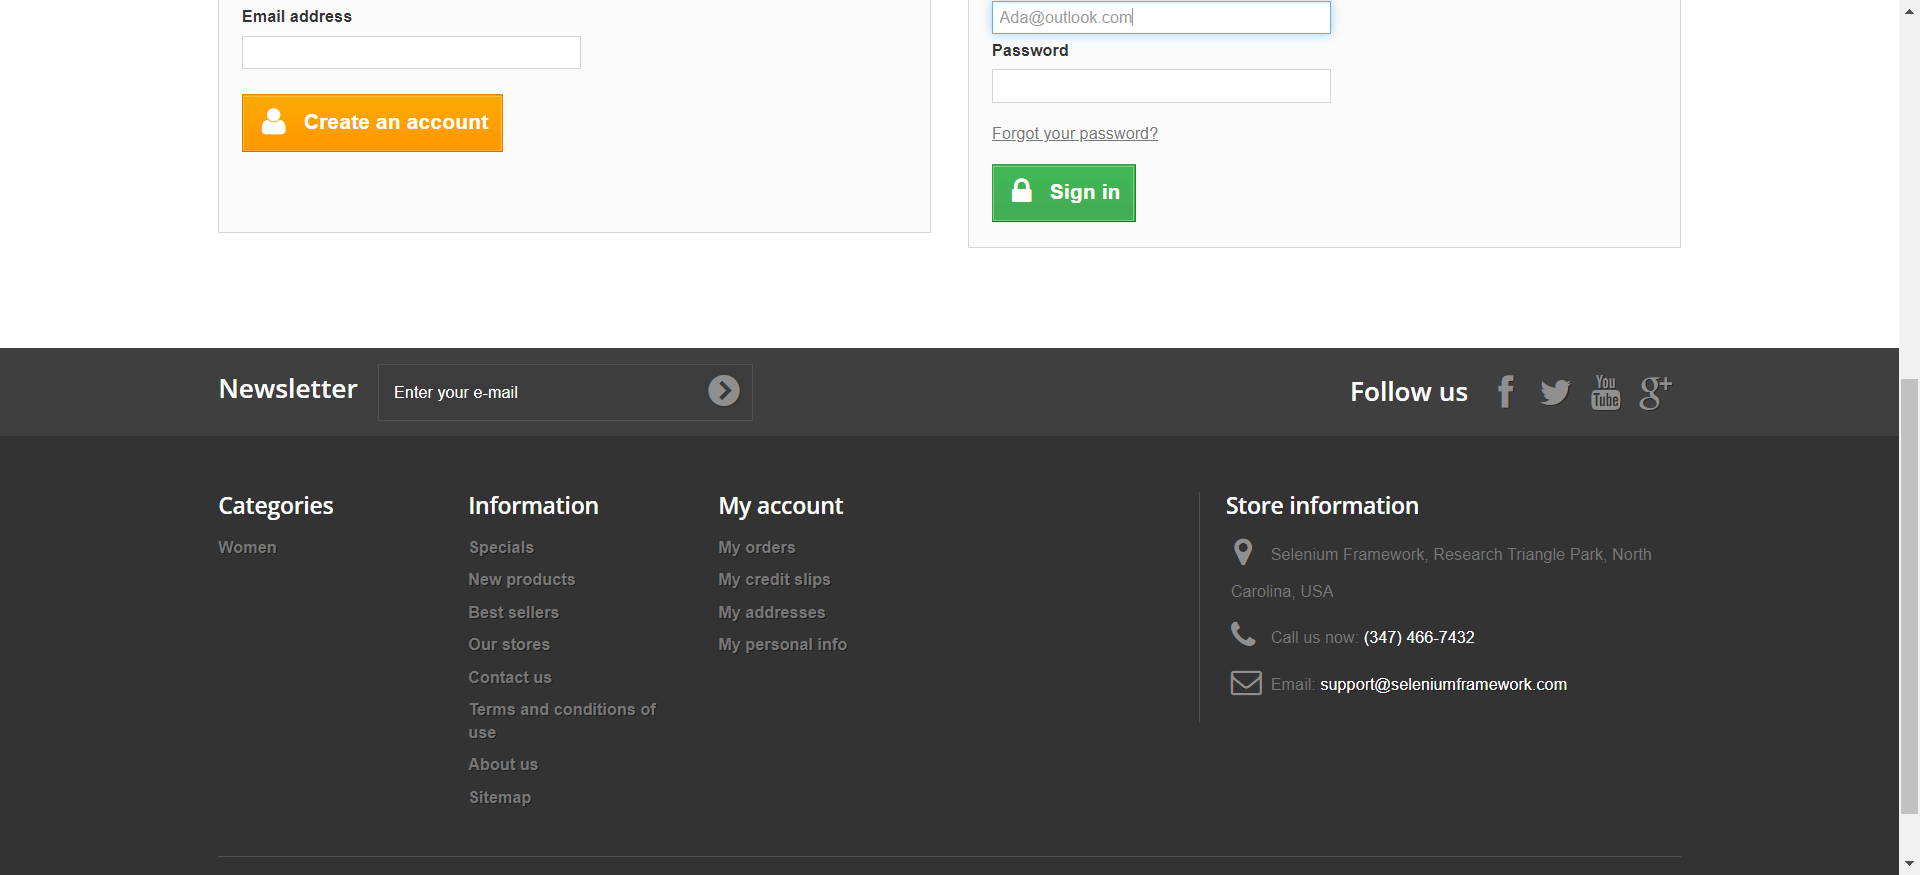 Email address
Create an account
Ada@outlook.com
Password
Forgot your password?
Sign in
Newsletter
Enter your e-mail
Follow us
You
Tube
g+
Categories
Women
Information
Specials
New products
Best sellers
Our stores
Contact us
Terms and conditions of
use
About us
Sitemap
My account
My orders
My credit slips
My addresses
My personal info
Store information
Selenium Framework, Research Triangle Park, North
Carolina, USA
Call us now: (347) 466-7432
Email: support@seleniumframework.com